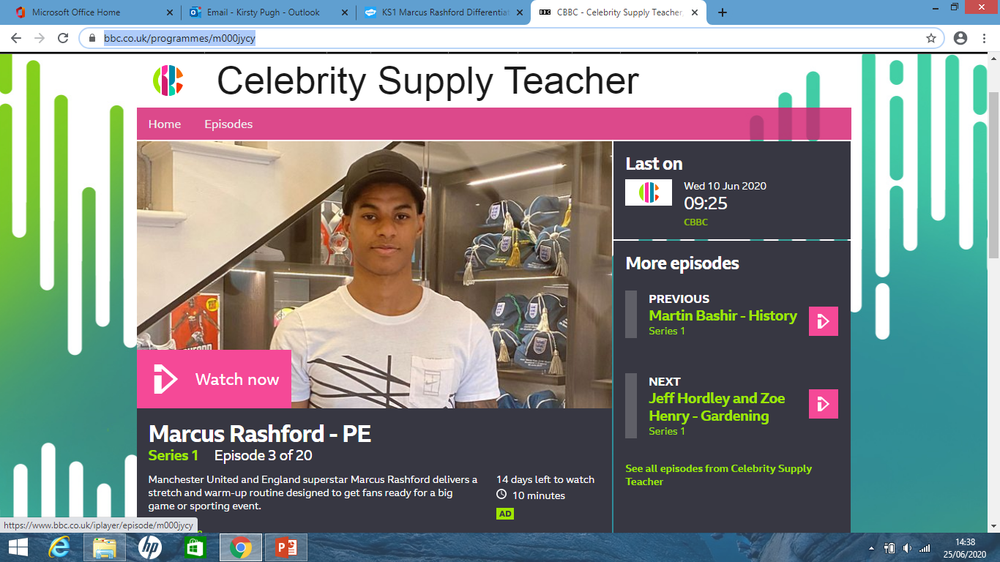 Microsoft Office Home
Email - Kirsty Pugh - Outlook
KS1 Marcus Rashford Differentiat
CBBC - Celebrity Supply Teacher,
bbc.co.uk/programmes/m000jycy
Celebrity Supply Teacher
Home
Episodes
Watch now
Marcus Rashford - PE
Series 1 Episode 3 of 20
Manchester United and England superstar Marcus Rashford delivers a
stretch and warm-up routine designed to get fans ready for a big
game or sporting event.
14 days left to watch
10 minutes
AD
Last on
Wed 10 Jun 2020
09:25
CBBC
More episodes
PREVIOUS
Martin Bashir - History
Series 1
NEXT
Jeff Hordley and Zoe
Henry - Gardening
Series 1
See all episodes from Celebrity Supply
Teacher
https://www.bbc.co.uk/iplayer/episode/m000jycy
14:38
25/06/2020